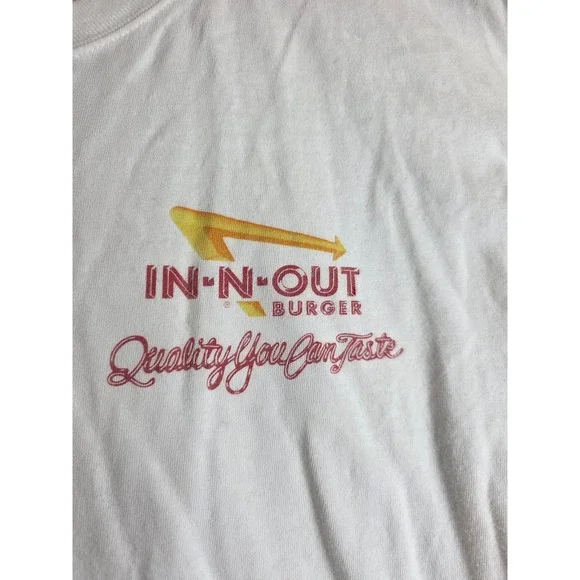 IN-N-OUT
® BURGER
Quality You Can Taste